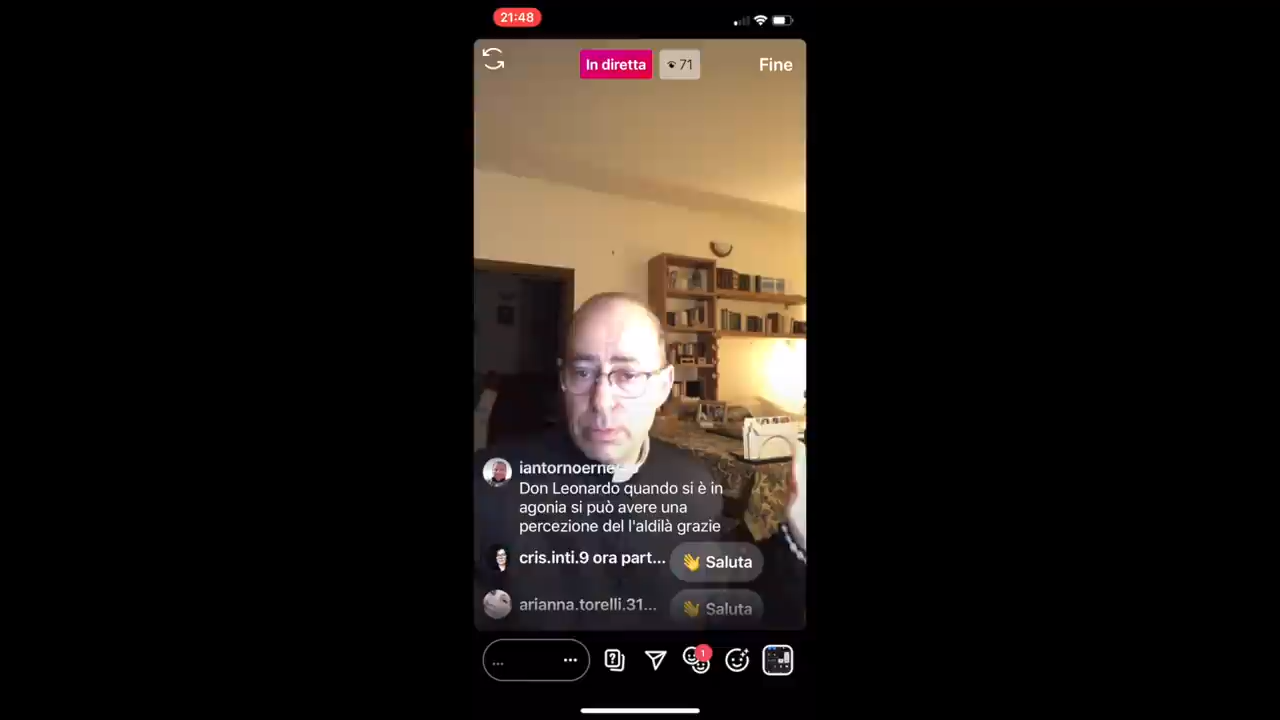 21:48
In diretta
71
Fine
Don Leonardo quando si è in
agonia si può avere una
percezione del l'aldilà grazie
cris.inti.9 ora part...
👋 Saluta
arianna.torelli.31...
👋 Saluta
...
1